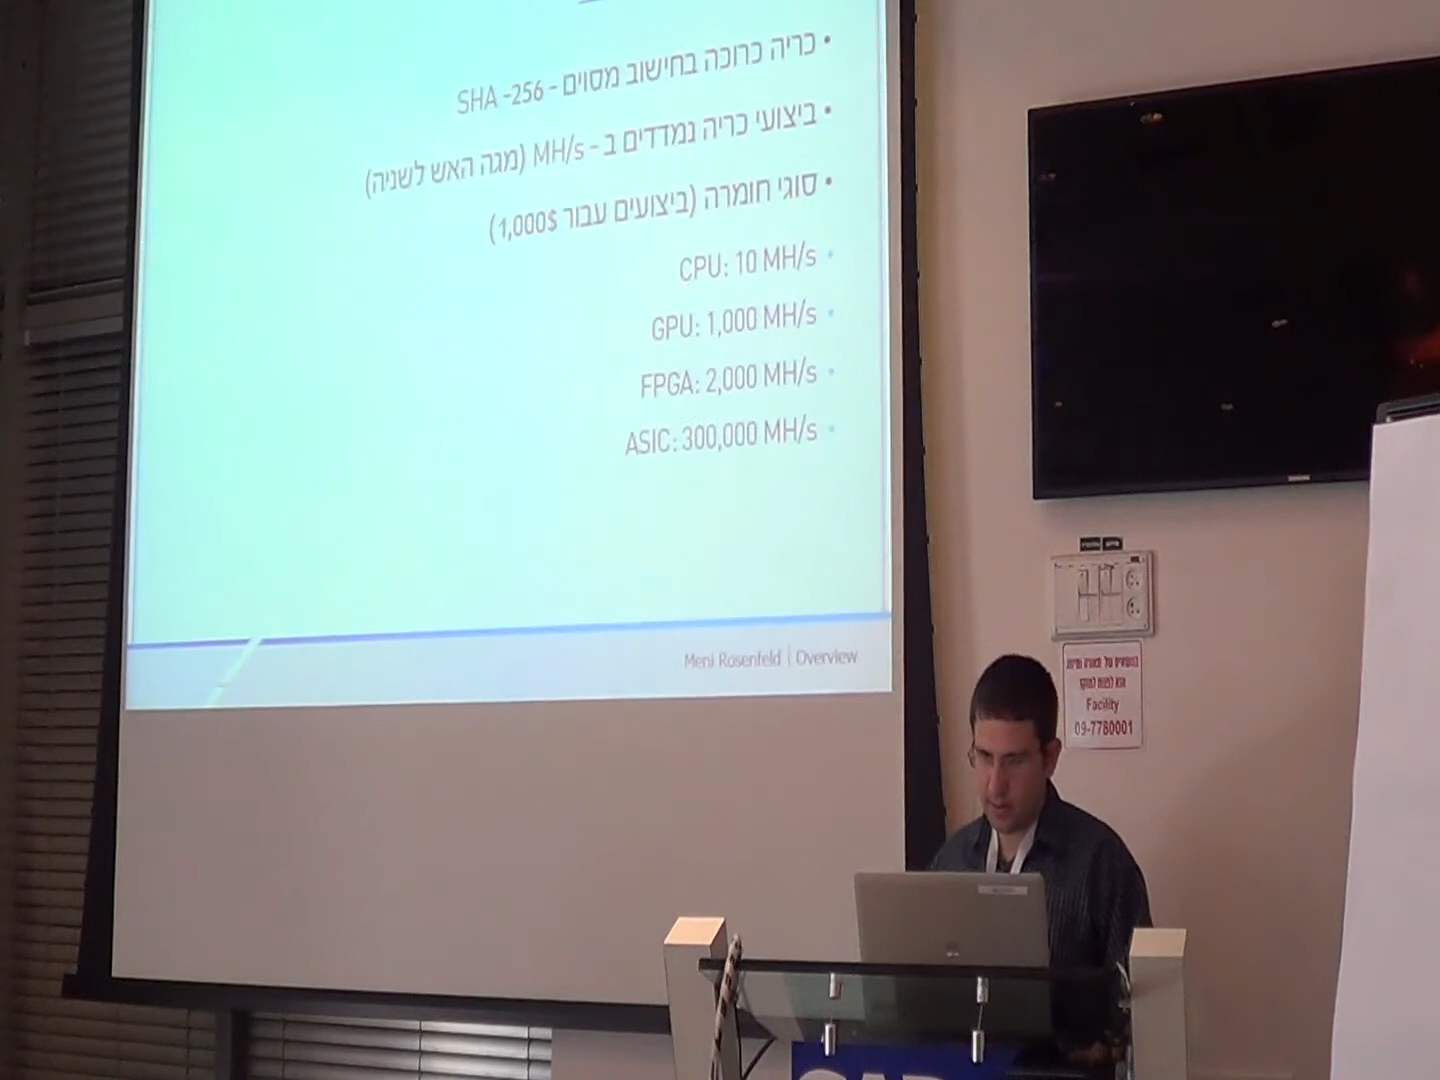 • כריה כרוכה בחישוב מסוים - SHA -256
• ביצועי כריה נמדדים ב - MH/s (מגה האש לשניה)
• סוגי חומרה (ביצועים עבור 1,000$)
• CPU: 10 MH/s
• GPU: 1,000 MH/s
• FPGA: 2,000 MH/s
• ASIC: 300,000 MH/s
Meni Rosenfeld | Overview
Facility
09-7780001